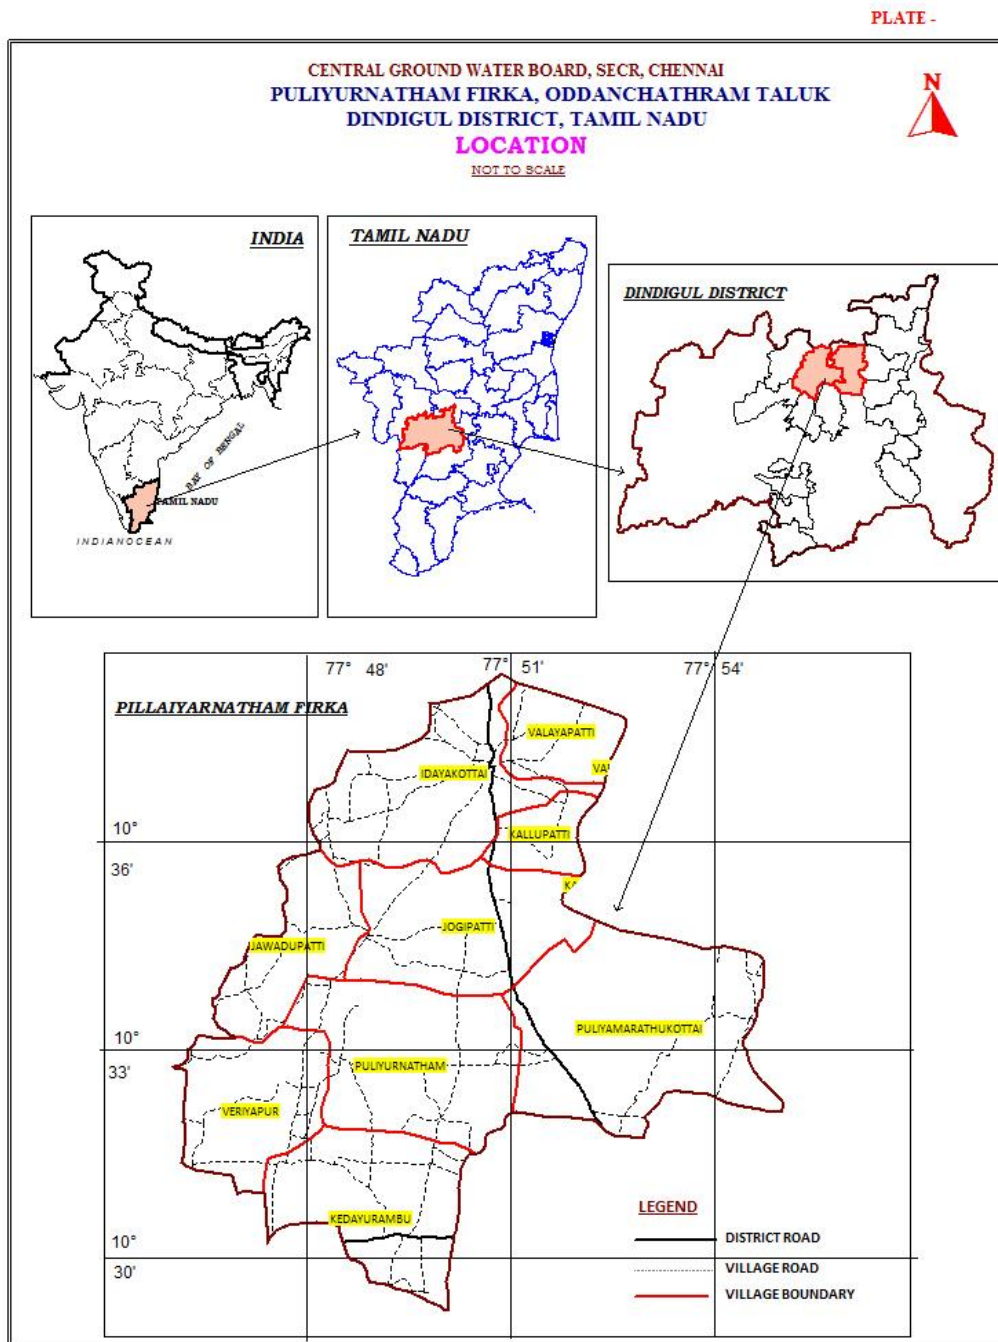 PLATE -
CENTRAL GROUND WATER BOARD, SECR, CHENNAI
PULIYURNATHAM FIRKA, ODDANCHATHRAM TALUK
DINDIGUL DISTRICT, TAMIL NADU
LOCATION
NOT TO SCALE
N
INDIA
BAY OF BENGAL
TAMIL NADU
INDIANOCEAN
TAMIL NADU
DINDIGUL DISTRICT
77° 48'
77° 51'
77° 54'
PILLAIYARNATHAM FIRKA
VALAYAPATTI
IDAYAKOTTAI
VA
10°
36'
KALLUPATTI
KA
JOGIPATTI
JAWADUPATTI
PULIYAMARATHUKOTTAI
10°
33'
PULIYURNATHAM
VERIYAPUR
KEDAYURAMBU
10°
30'
LEGEND
DISTRICT ROAD
VILLAGE ROAD
VILLAGE BOUNDARY